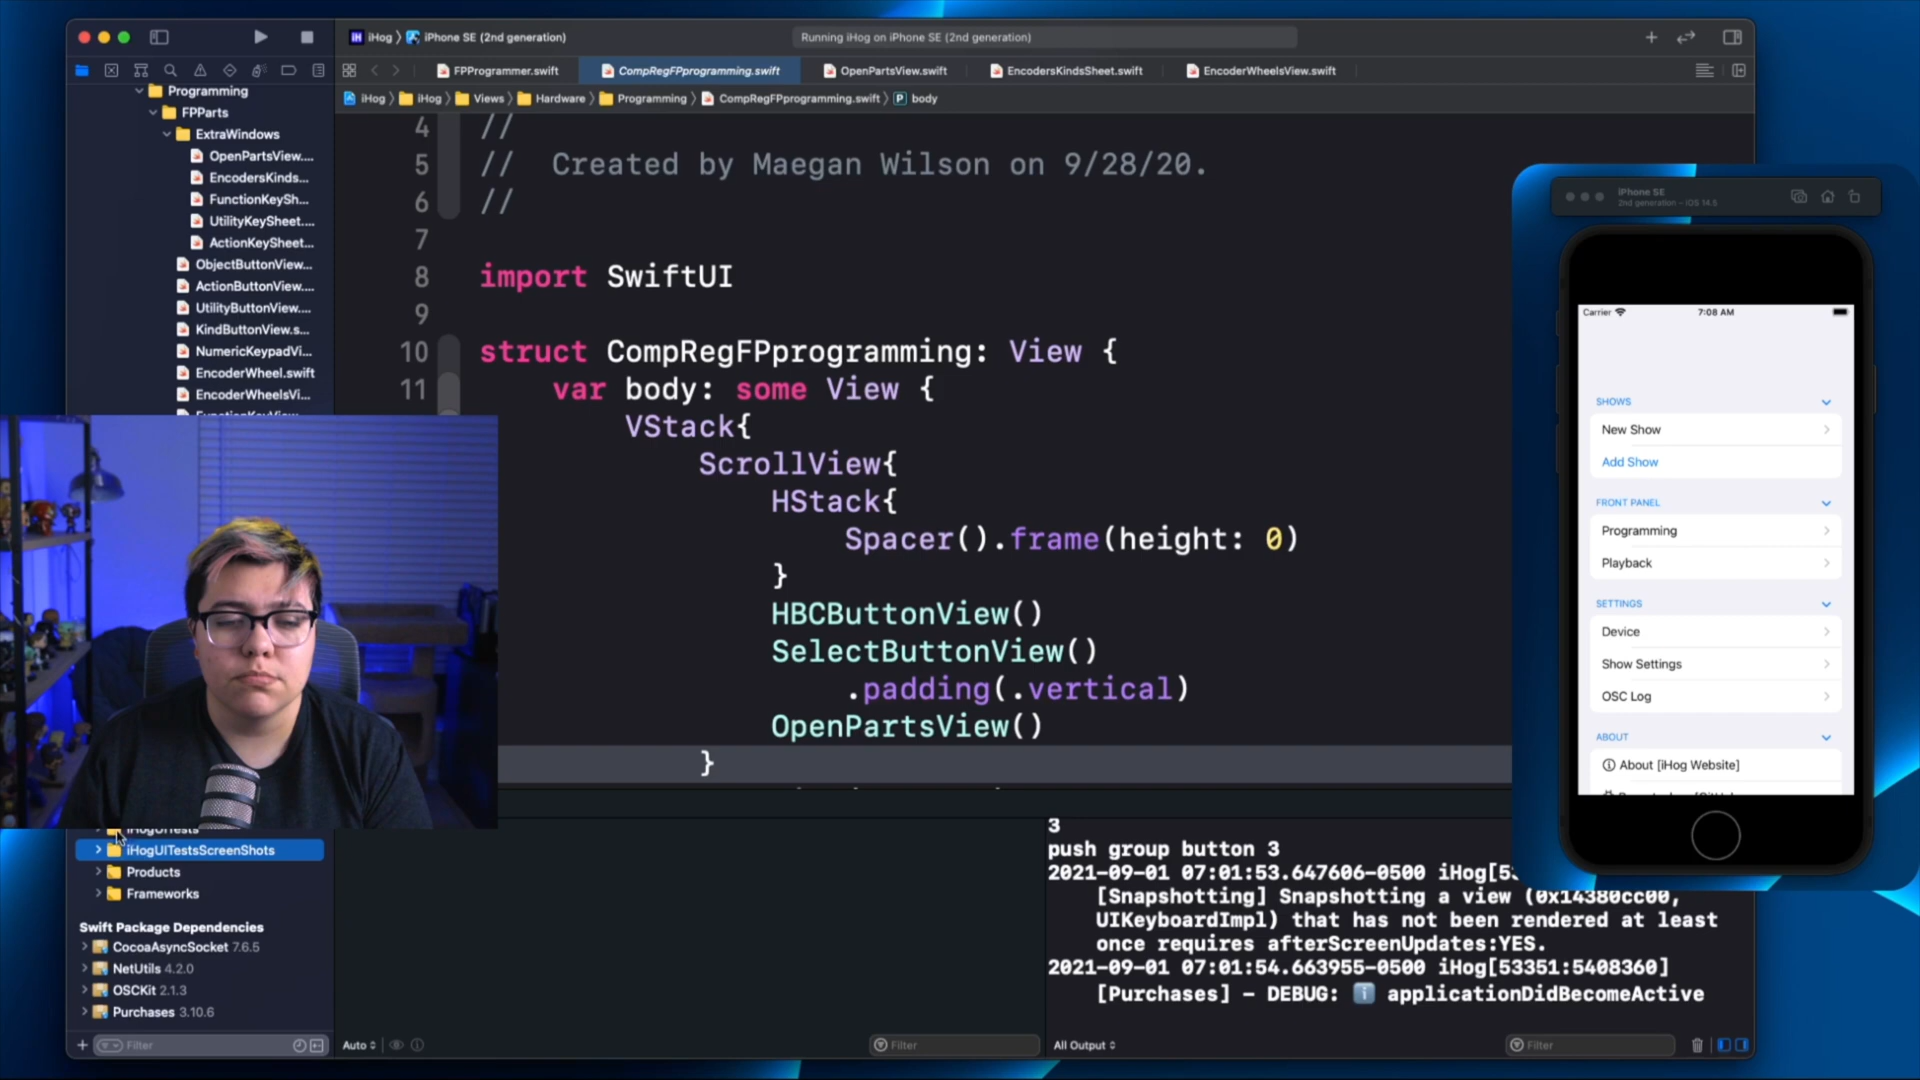 iHog
iPhone SE (2nd generation)
Running iHog on iPhone SE (2nd generation)
FPProgrammer.swift
CompRegFPprogramming.swift
OpenPartsView.swift
EncodersKindsSheet.swift
EncoderWheelsView.swift
iHog
iHog
Views
Hardware
Programming
CompRegFPprogramming.swift
P body
Programming
FPParts
ExtraWindows
OpenPartsView....
EncodersKinds...
FunctionKeySh...
UtilityKeySheet....
ActionKeySheet...
ObjectButtonView...
ActionButtonView....
UtilityButtonView....
KindButtonView.s...
NumericKeypadVi...
EncoderWheel.swift
EncoderWheelsVi...
iHogUITests
iHogUITestsScreenShots
Products
Frameworks
Swift Package Dependencies
CocoaAsyncSocket 7.6.5
NetUtils 4.2.0
OSCKit 2.1.3
Purchases 3.10.6
Filter
4 //
5 //  Created by Maegan Wilson on 9/28/20.
6 //
7
8 import SwiftUI
9
10 struct CompRegFPprogramming: View {
11 var body: some View {
VStack{
ScrollView{
HStack{
Spacer().frame(height: 0)
}
HBCButtonView()
SelectButtonView()
.padding(.vertical)
OpenPartsView()
}
3
push group button 3
2021-09-01 07:01:53.647606-0500 iHog[53
[Snapshotting] Snapshotting a view (0x14380cc00,
UIKeyboardImpl) that has not been rendered at least
once requires afterScreenUpdates:YES.
2021-09-01 07:01:54.663955-0500 iHog[53351:5408360]
[Purchases] - DEBUG: ℹ️ applicationDidBecomeActive
Auto
Filter
All Output
Filter
iPhone SE
2nd generation – iOS 14.5
Carrier
7:08 AM
SHOWS
New Show
Add Show
FRONT PANEL
Programming
Playback
SETTINGS
Device
Show Settings
OSC Log
ABOUT
About [iHog Website]